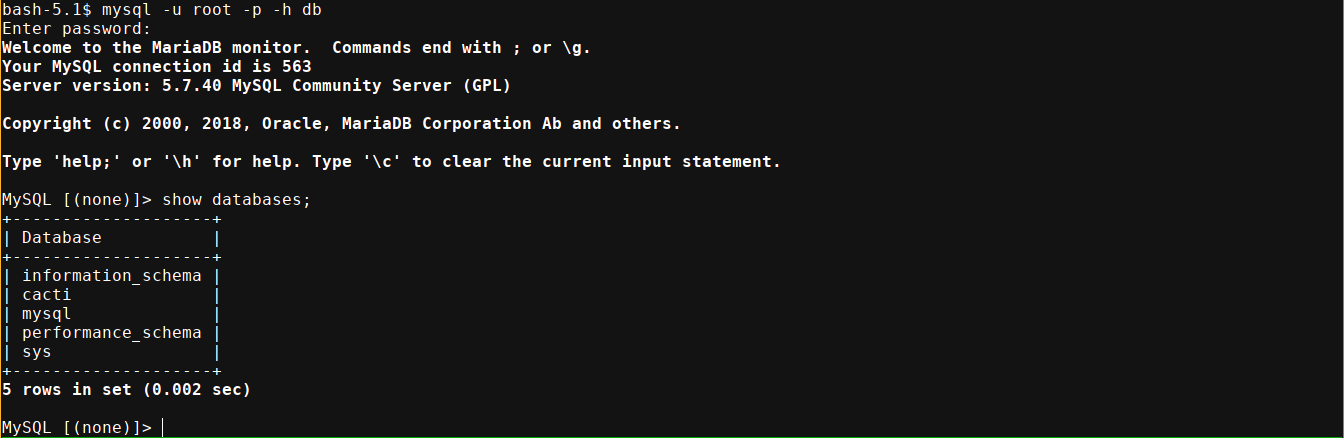 bash-5.1$ mysql -u root -p -h db
Enter password:
Welcome to the MariaDB monitor.  Commands end with ; or \g.
Your MySQL connection id is 563
Server version: 5.7.40 MySQL Community Server (GPL)
Copyright (c) 2000, 2018, Oracle, MariaDB Corporation Ab and others.
Type 'help;' or '\h' for help. Type '\c' to clear the current input statement.
MySQL [(none)]> show databases;
+--------------------+
| Database           |
+--------------------+
| information_schema |
| cacti              |
| mysql              |
| performance_schema |
| sys                |
+--------------------+
5 rows in set (0.002 sec)
MySQL [(none)]>